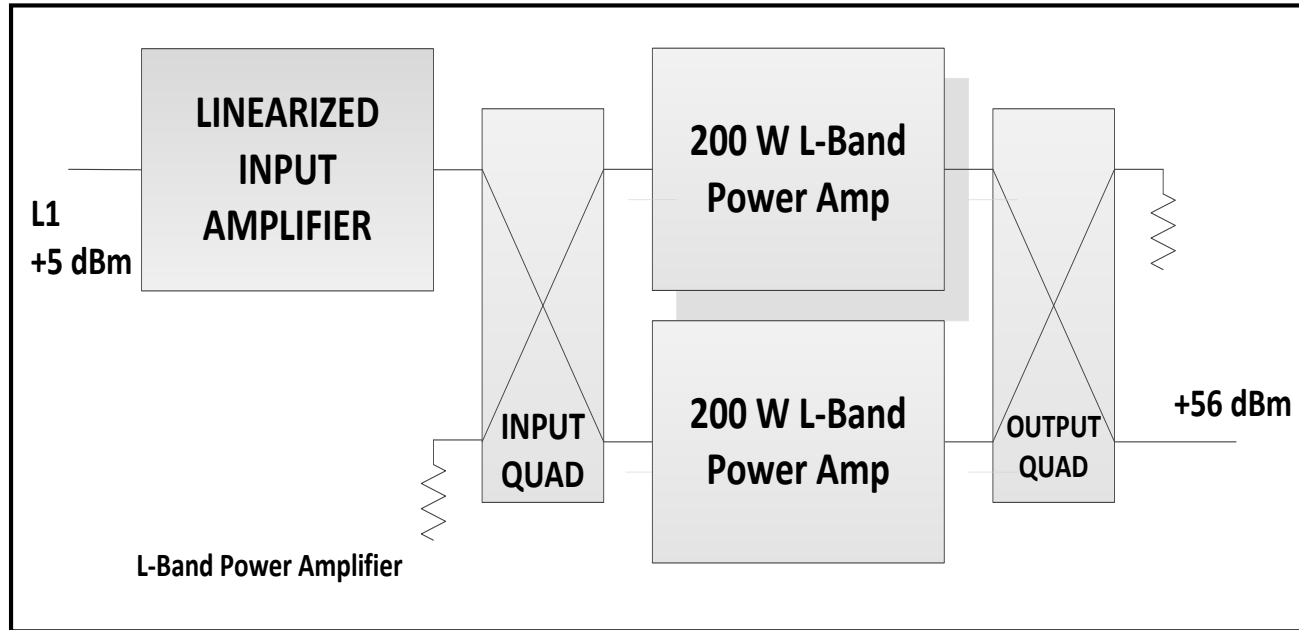 LINEARIZED
INPUT
AMPLIFIER
L1
+5 dBm
INPUT
QUAD
200 W L-Band
Power Amp
200 W L-Band
Power Amp
OUTPUT
QUAD
+56 dBm
L-Band Power Amplifier